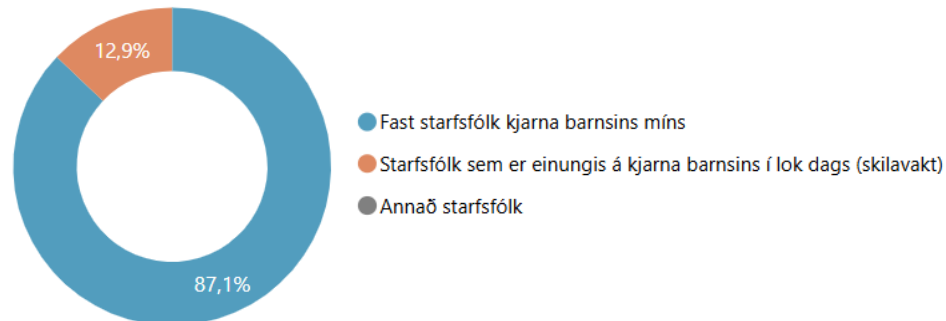 12,9%
Fast starfsfólk kjarna barnsins míns
Starfsfólk sem er einungis á kjarna barnsins í lok dags (skilavakt)
Annað starfsfólk
87,1%